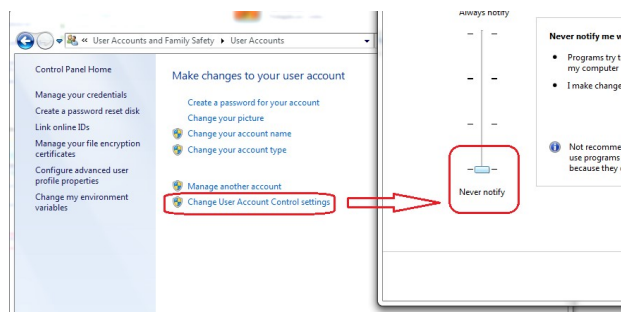 « User Accounts and Family Safety ▸ User Accounts
Control Panel Home
Manage your credentials
Create a password reset disk
Link online IDs
Manage your file encryption
certificates
Configure advanced user
profile properties
Change my environment
variables
Make changes to your user account
Create a password for your account
Change your picture
Change your account name
Change your account type
Manage another account
Change User Account Control settings
Always notify
Never notify
Never notify me w
• Programs try t
my computer
• I make change
Not recomme
use programs
because they